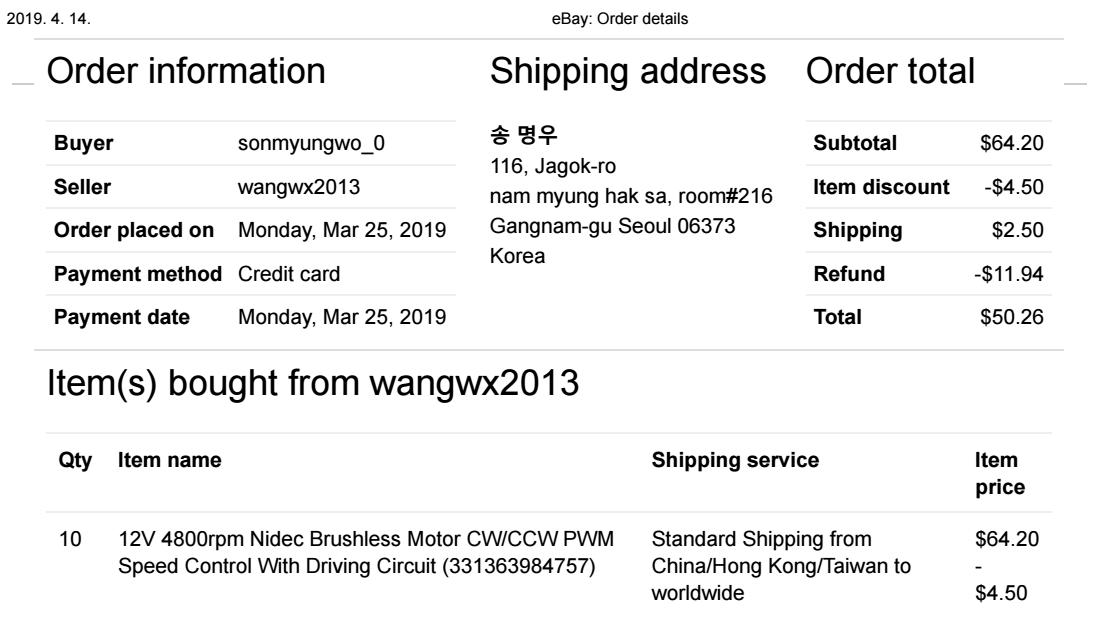 2019. 4. 14.
eBay: Order details
Order information
Buyer sonmyungwo_0
Seller wangwx2013
Order placed on Monday, Mar 25, 2019
Payment method Credit card
Payment date Monday, Mar 25, 2019
Shipping address
송 명우
116, Jagok-ro
nam myung hak sa, room#216
Gangnam-gu Seoul 06373
Korea
Order total
Subtotal $64.20
Item discount -$4.50
Shipping $2.50
Refund -$11.94
Total $50.26
Item(s) bought from wangwx2013
Qty Item name Shipping service Item
price
10 12V 4800rpm Nidec Brushless Motor CW/CCW PWM Standard Shipping from $64.20
Speed Control With Driving Circuit (331363984757) China/Hong Kong/Taiwan to -
worldwide $4.50